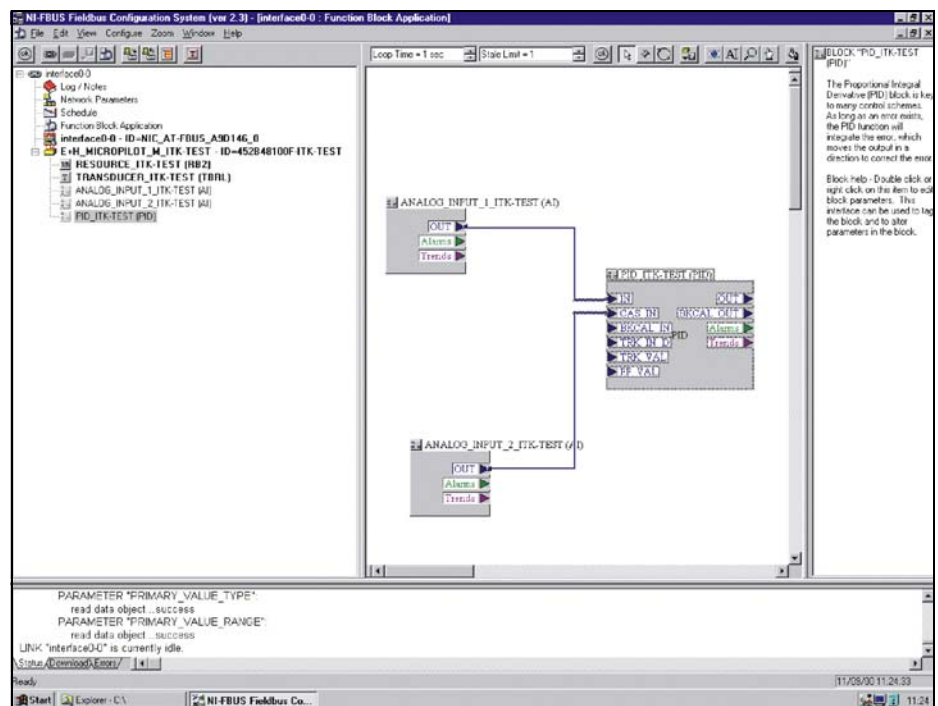 NI-FBUS Fieldbus Configuration System (ver 2.3) - [interface0-0 : Function Block Application]
File Edit View Configure Zoom Window Help
Loop Time = 1 sec
Stale Limit = 1
interface0-0
Log / Notes
Network Parameters
Schedule
Function Block Application
interface0-0 - ID=NIC_AT-FBUS_A9D146_0
E+H_MICROPILOT_M_ITK-TEST - ID=452B48100F-ITK-TEST
RESOURCE_ITK-TEST (RB2)
TRANSDUCER_ITK-TEST (TBRL)
ANALOG_INPUT_1_ITK-TEST (AI)
ANALOG_INPUT_2_ITK-TEST (AI)
PID_ITK-TEST (PID)
ANALOG_INPUT_1_ITK-TEST (AI)
OUT
Alarms
Trends
PID_ITK-TEST (PID)
IN OUT
CAS_IN BKCAL_OUT
BKCAL_IN Alarms
PID
TRK_IN_D Trends
TRK_VAL
FF_VAL
ANALOG_INPUT_2_ITK-TEST (AI)
OUT
Alarms
Trends
BLOCK "PID_ITK-TEST
(PID)"
The Proportional Integral
Derivative (PID) block is key
to many control schemes.
As long as an error exists,
the PID function will
integrate the error, which
moves the output in a
direction to correct the error.
Block help - Double click or
right click on this item to edit
block parameters. This
interface can be used to tag
the block and to alter
parameters in the block.
PARAMETER "PRIMARY_VALUE_TYPE":
read data object...success
PARAMETER "PRIMARY_VALUE_RANGE":
read data object...success
LINK "interface0-0" is currently idle.
Status Download Errors
Ready
11/09/00 11:24:33
Start Explorer - C:\ NI-FBUS Fieldbus Co... 11:24